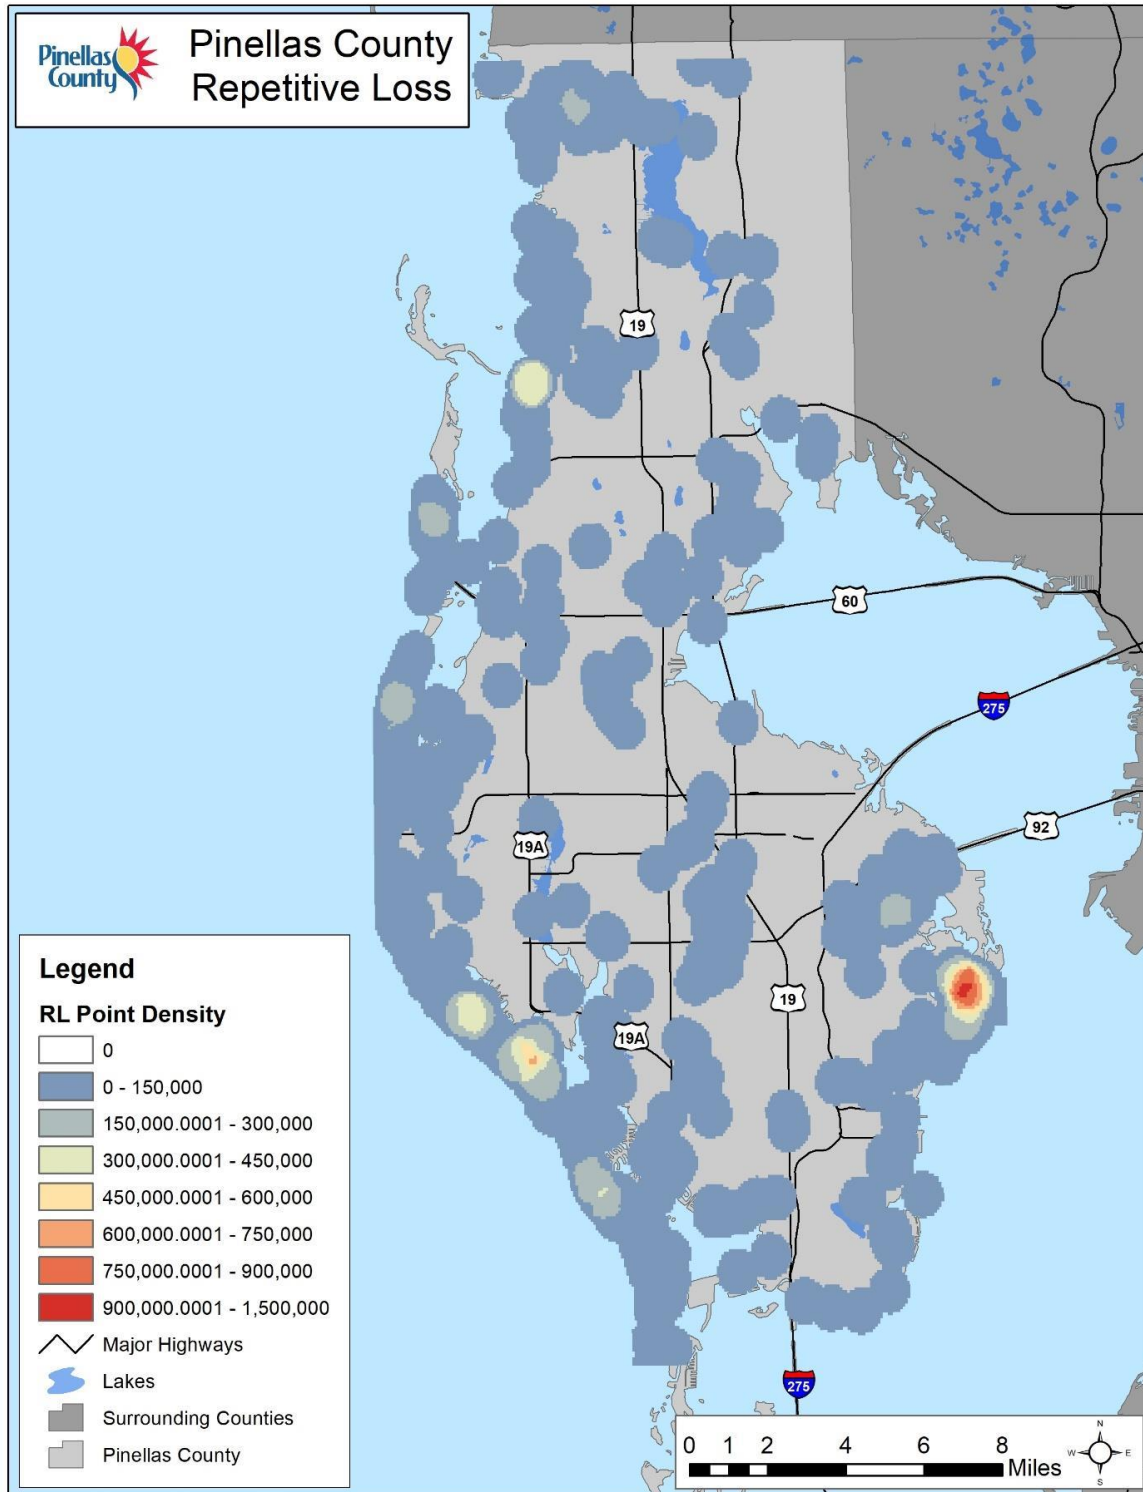 Pinellas
County
Pinellas County
Repetitive Loss
19
60
275
92
19A
19
19A
275
Legend
RL Point Density
0
0 - 150,000
150,000.0001 - 300,000
300,000.0001 - 450,000
450,000.0001 - 600,000
600,000.0001 - 750,000
750,000.0001 - 900,000
900,000.0001 - 1,500,000
Major Highways
Lakes
Surrounding Counties
Pinellas County
0 1 2 4 6 8
Miles
N
W E
S